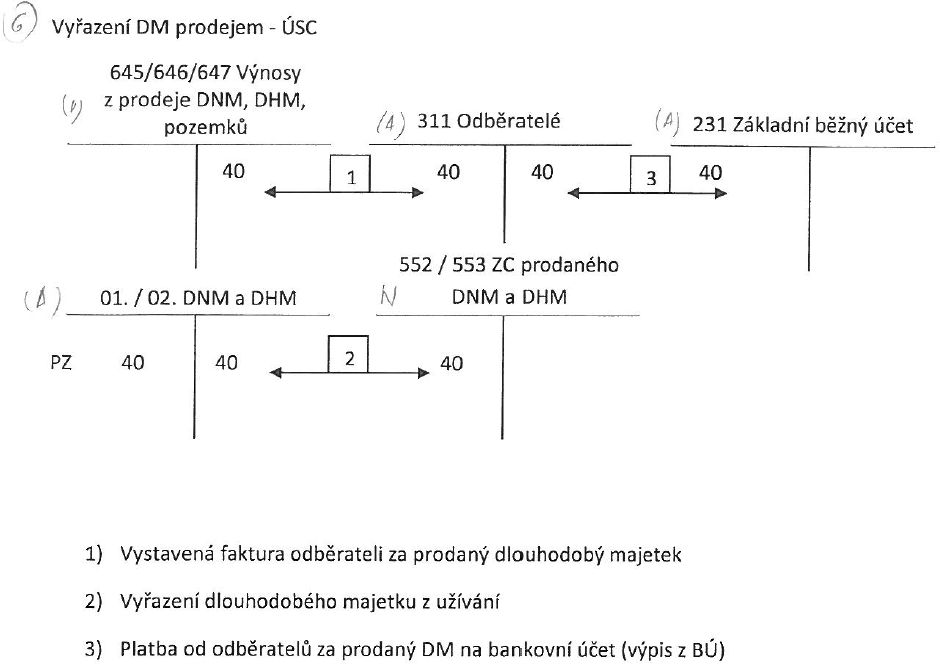 6 Vyřazení DM prodejem - ÚSC
645/646/647 Výnosy
z prodeje DNM, DHM,
pozemků
(A) 311 Odběratelé
(A) 231 Základní běžný účet
40 1 40 40 3 40
(A) 01. / 02. DNM a DHM
N 552 / 553 ZC prodaného
DNM a DHM
PZ 40 40 2 40
1) Vystavená faktura odběrateli za prodaný dlouhodobý majetek
2) Vyřazení dlouhodobého majetku z užívání
3) Platba od odběratelů za prodaný DM na bankovní účet (výpis z BÚ)